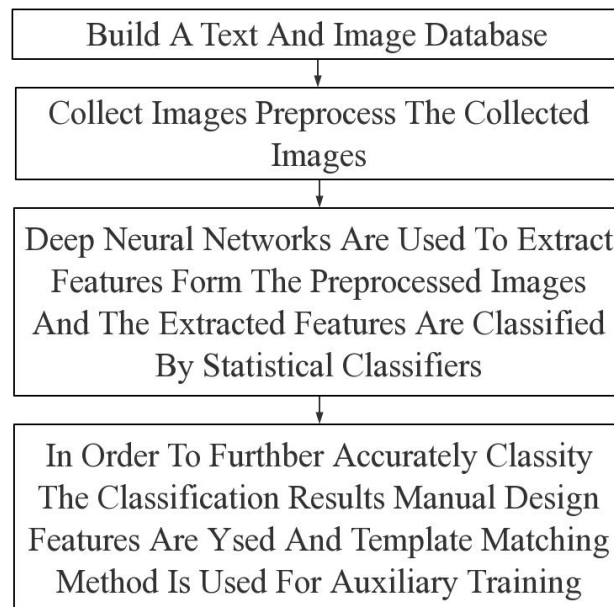 Build A Text And Image Database
Collect Images Preprocess The Collected
Images
Deep Neural Networks Are Used To Extract
Features Form The Preprocessed Images
And The Extracted Features Are Classified
By Statistical Classifiers
In Order To Furthber Accurately Classity
The Classification Results Manual Design
Features Are Ysed And Template Matching
Method Is Used For Auxiliary Training